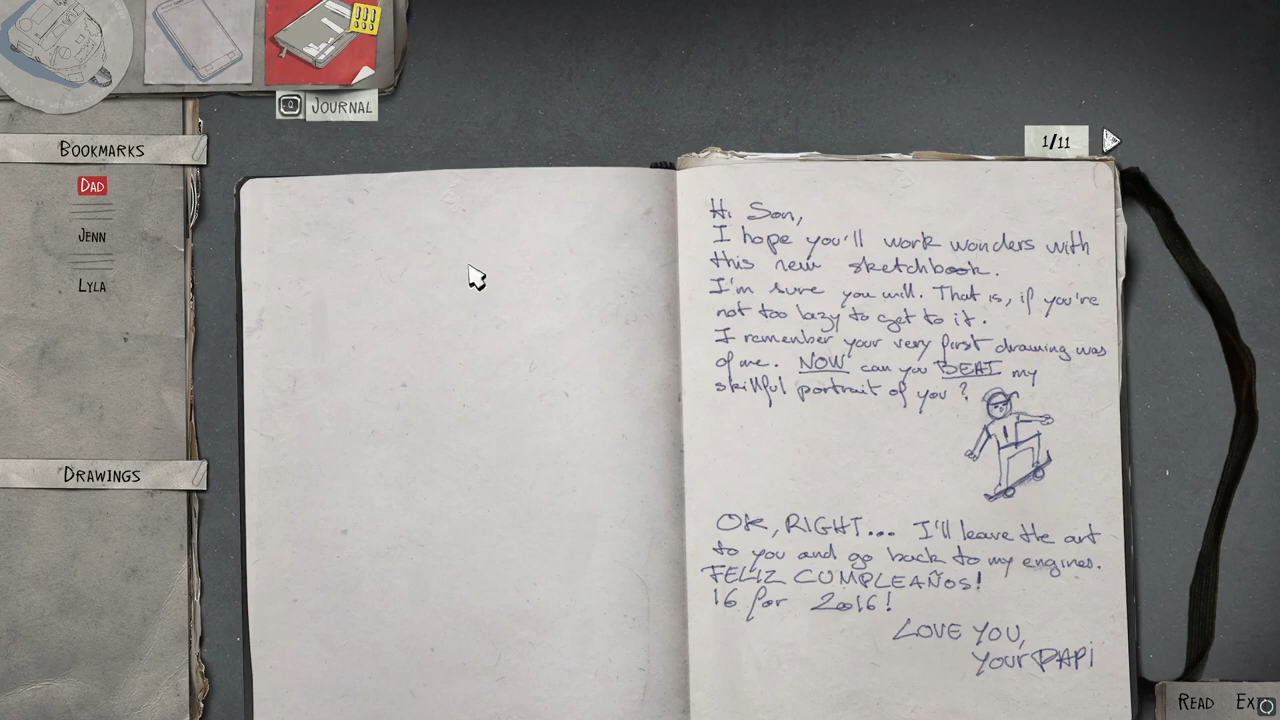 JOURNAL
BOOKMARKS
DAD
JENN
LYLA
DRAWINGS
1/11
Hi Son,
I hope you'll work wonders with
this new sketchbook.
I'm sure you will. That is, if you're
not too lazy to get to it.
I remember your very first drawing was
of me. NOW can you BEAT my
skillful portrait of you?
OK, RIGHT... I'll leave the art
to you and go back to my engines.
FELIZ CUMPLEAÑOS!
16 for 2016!
LOVE YOU,
Your PAPI
READ